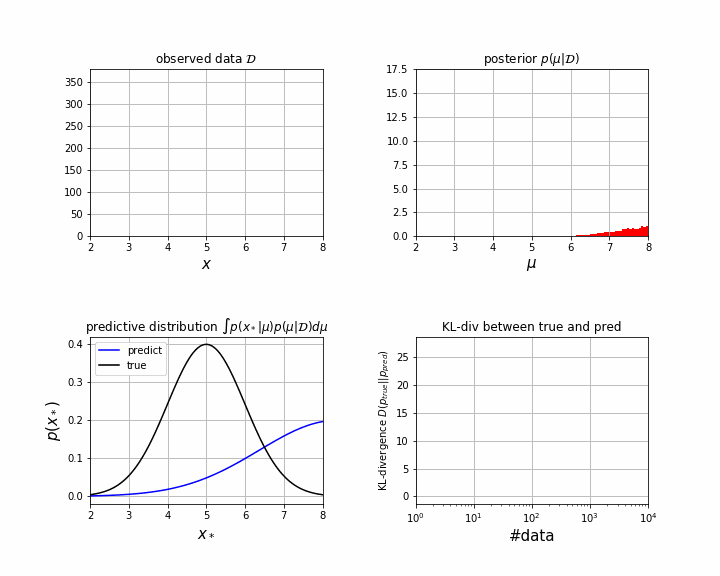 observed data 𝒟
350
300
250
200
150
100
50
0
2 3 4 5 6 7 8
x
posterior p(μ|𝒟)
17.5
15.0
12.5
10.0
7.5
5.0
2.5
0.0
2 3 4 5 6 7 8
μ
predictive distribution ∫p(x*|μ)p(μ|𝒟)dμ
p(x*)
0.4
0.3
0.2
0.1
0.0
predict
true
2 3 4 5 6 7 8
x*
KL-div between true and pred
KL-divergence D(p_true||p_pred)
25
20
15
10
5
0
10⁰ 10¹ 10² 10³ 10⁴
#data